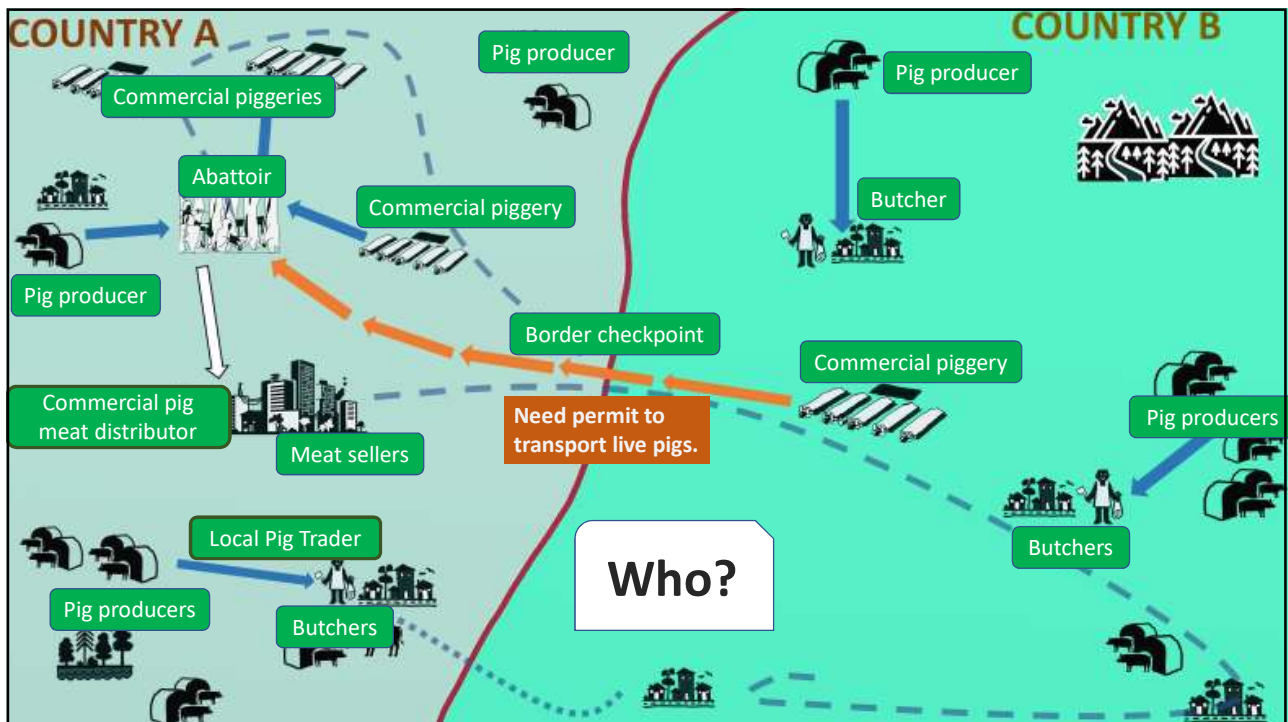 COUNTRY A
COUNTRY B
Pig producer
Pig producer
Commercial piggeries
Abattoir
Commercial piggery
Butcher
Pig producer
Border checkpoint
Commercial piggery
Need permit to
transport live pigs.
Commercial pig
meat distributor
Meat sellers
Pig producers
Local Pig Trader
Butchers
Who?
Pig producers
Butchers